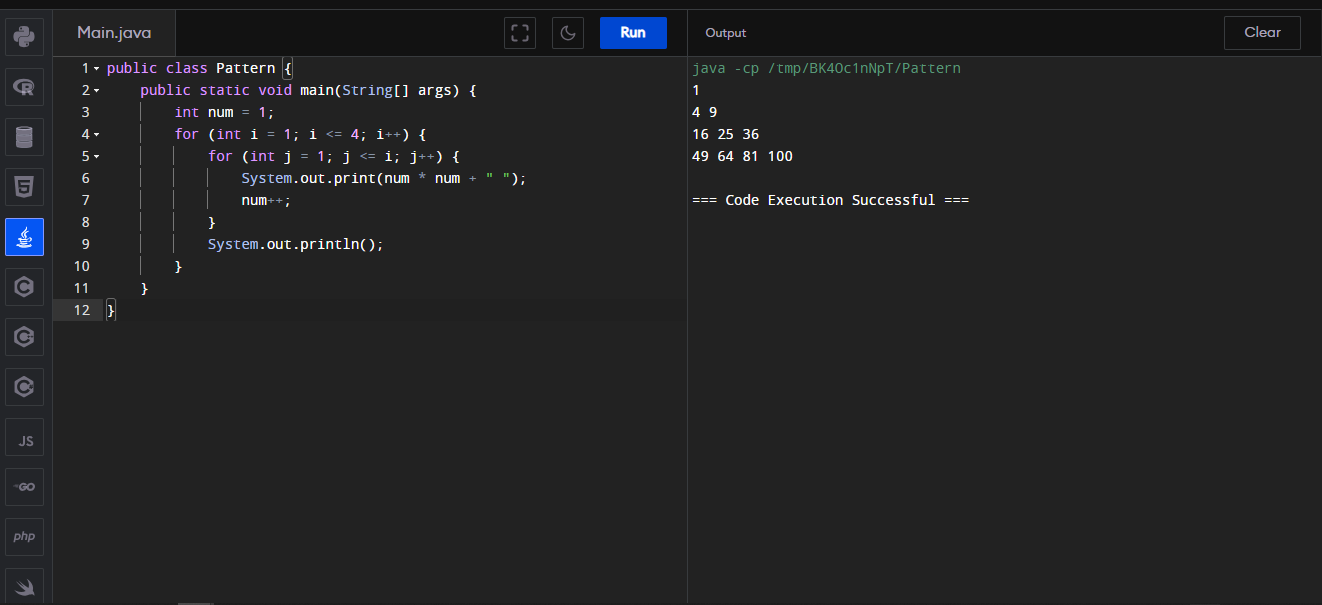 Main.java
Run
Output
Clear
1 public class Pattern {
2 public static void main(String[] args) {
3 int num = 1;
4 for (int i = 1; i <= 4; i++) {
5 for (int j = 1; j <= i; j++) {
6 System.out.print(num * num + " ");
7 num++;
8 }
9 System.out.println();
10 }
11 }
12 }
java -cp /tmp/BK4Oc1nNpT/Pattern
1
4 9
16 25 36
49 64 81 100
=== Code Execution Successful ===
R
5
C
C
C
JS
GO
php